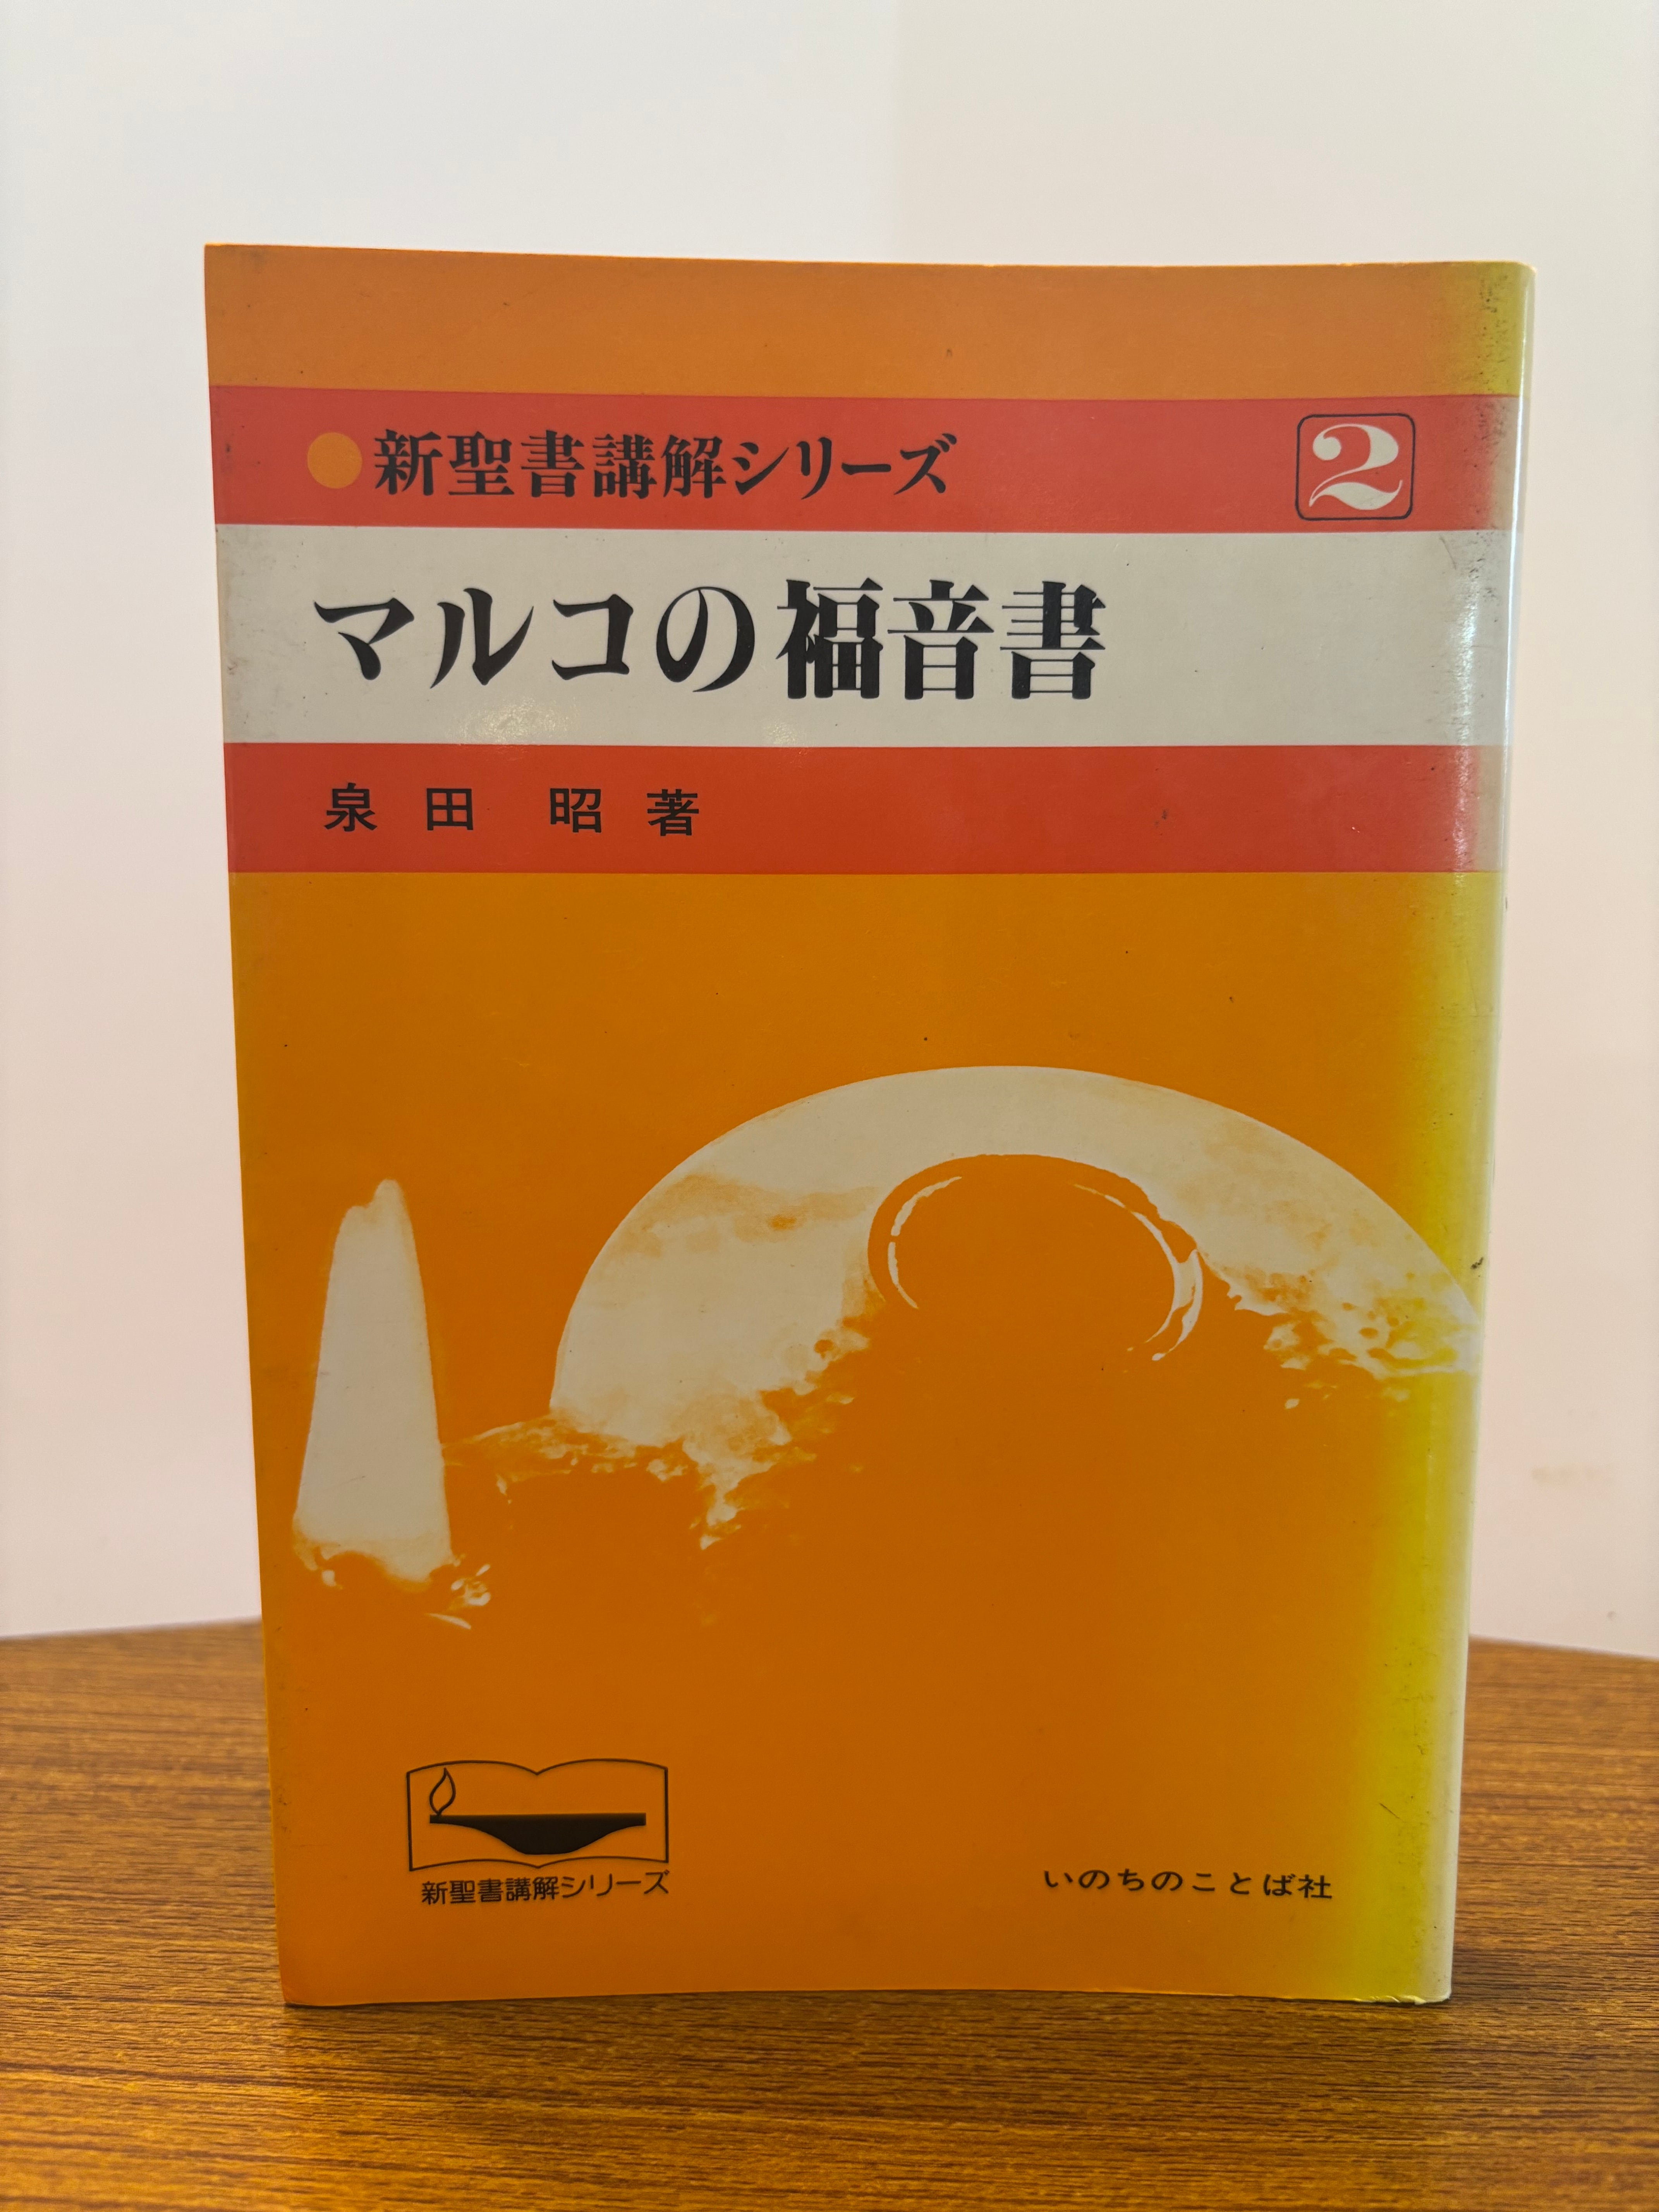 ●新聖書講解シリーズ 2
マルコの福音書
泉田 昭 著
新聖書講解シリーズ
いのちのことば社